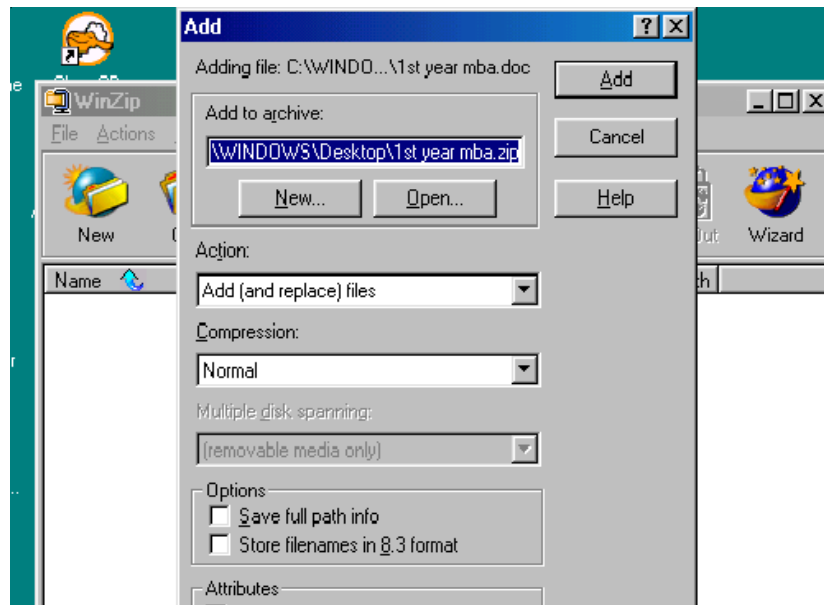 Add
Adding file: C:\WINDO...\1st year mba.doc
Add
WinZip
File Actions
Add to archive:
Cancel
\WINDOWS\Desktop\1st year mba.zip
New... Open...
Help
New
Wizard
Action:
Name
Add (and replace) files
Compression:
Normal
Multiple disk spanning:
(removable media only)
Options
Save full path info
Store filenames in 8.3 format
Attributes